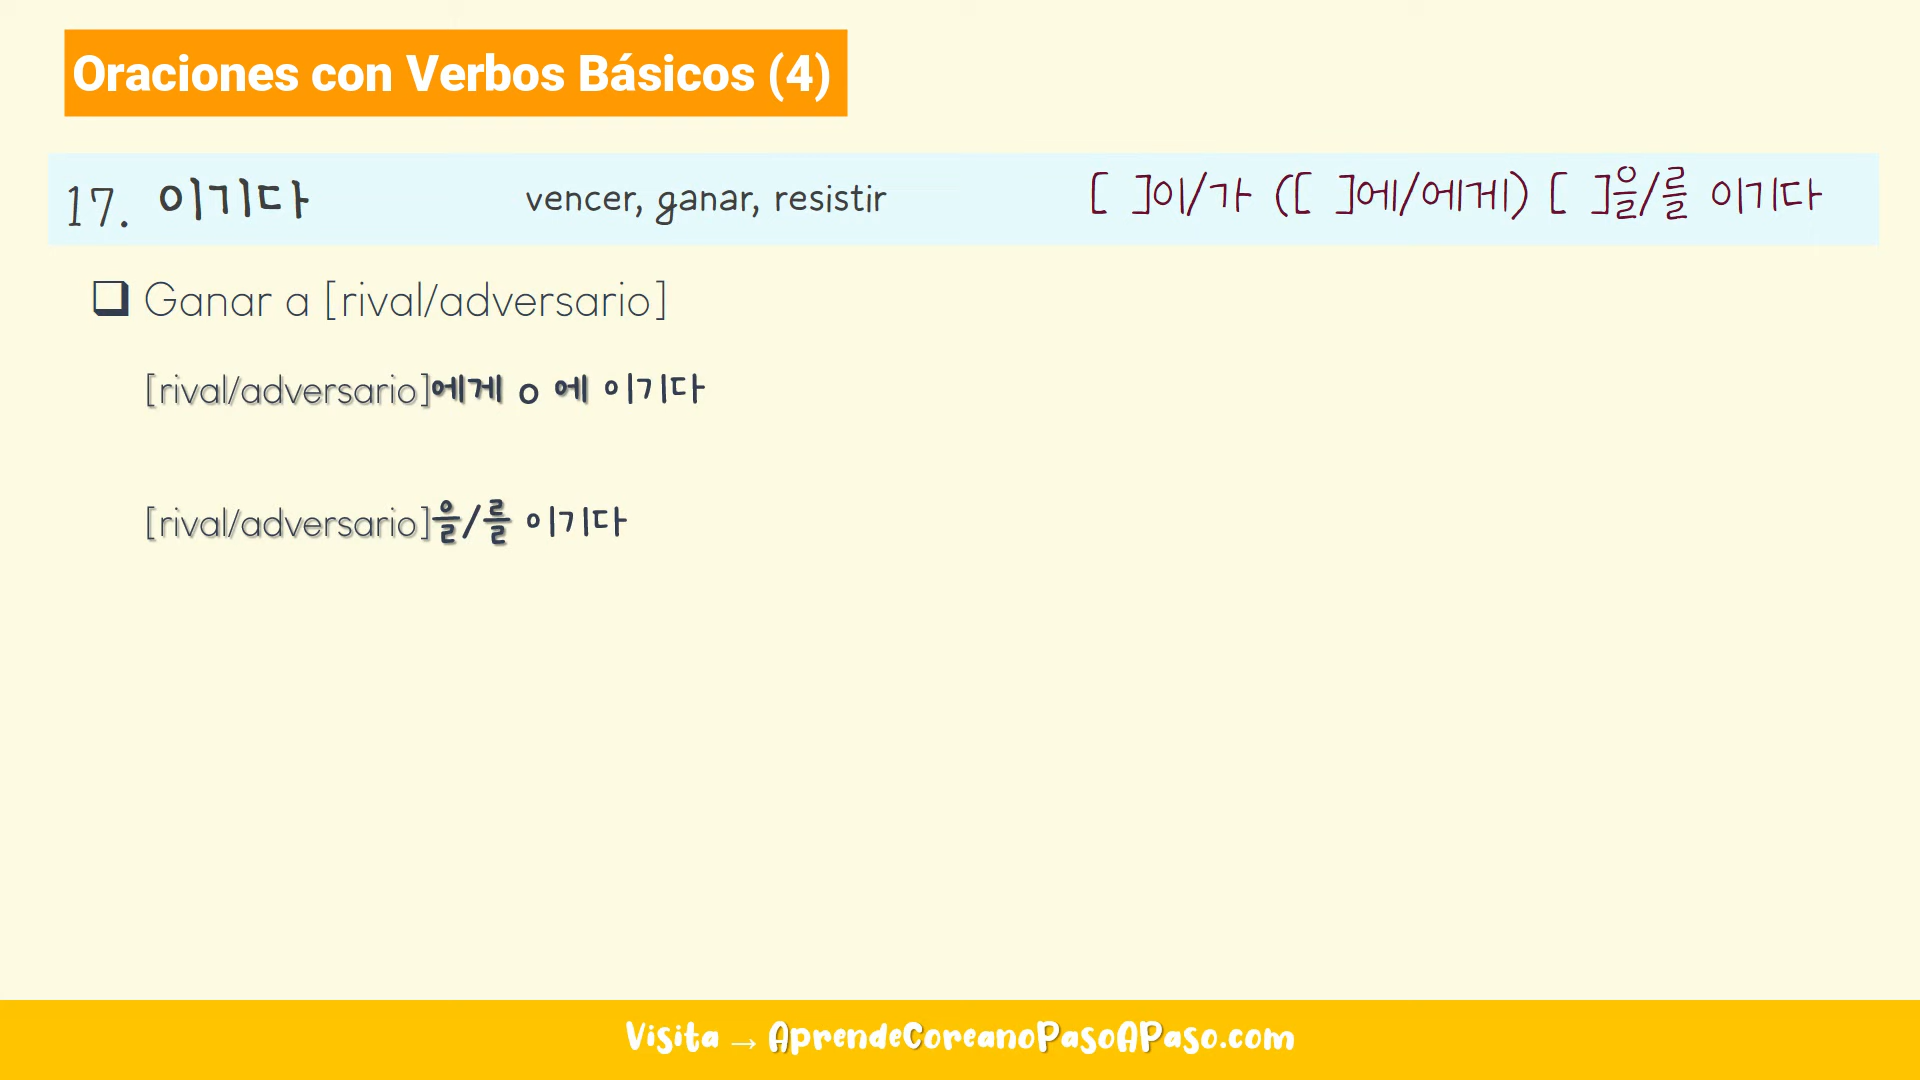 Oraciones con Verbos Básicos (4)
17. 이기다 vencer, ganar, resistir [ ]이/가 ([ ]에/에게) [ ]을/를 이기다
❑ Ganar a [rival/adversario]
[rival/adversario]에게 o 에 이기다
[rival/adversario]을/를 이기다
Visita → AprendeCoreanoPasoAPaso.com